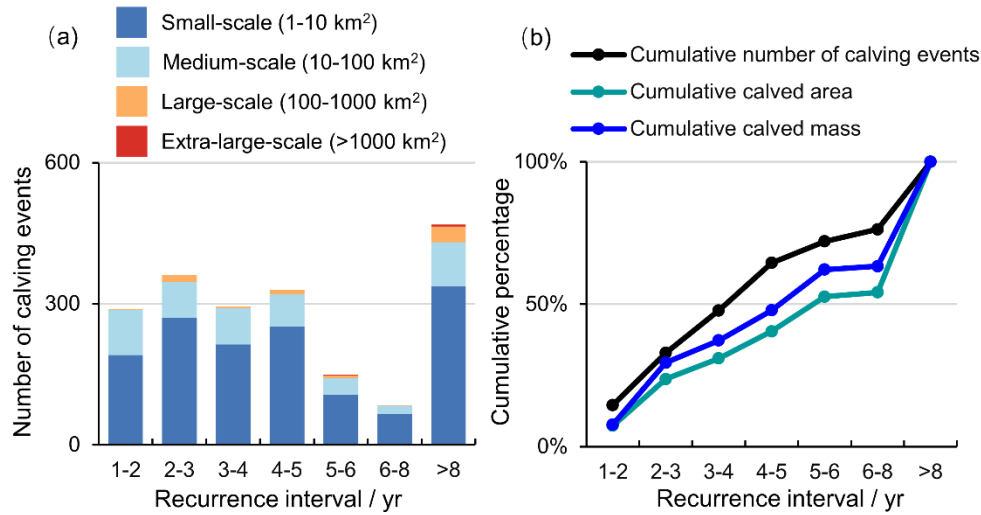 (a)
Small-scale (1-10 km²)
Medium-scale (10-100 km²)
Large-scale (100-1000 km²)
Extra-large-scale (>1000 km²)
600
300
0
Number of calving events
1-2 2-3 3-4 4-5 5-6 6-8 >8
Recurrence interval / yr
(b)
Cumulative number of calving events
Cumulative calved area
Cumulative calved mass
100%
50%
0%
Cumulative percentage
1-2 2-3 3-4 4-5 5-6 6-8 >8
Recurrence interval / yr